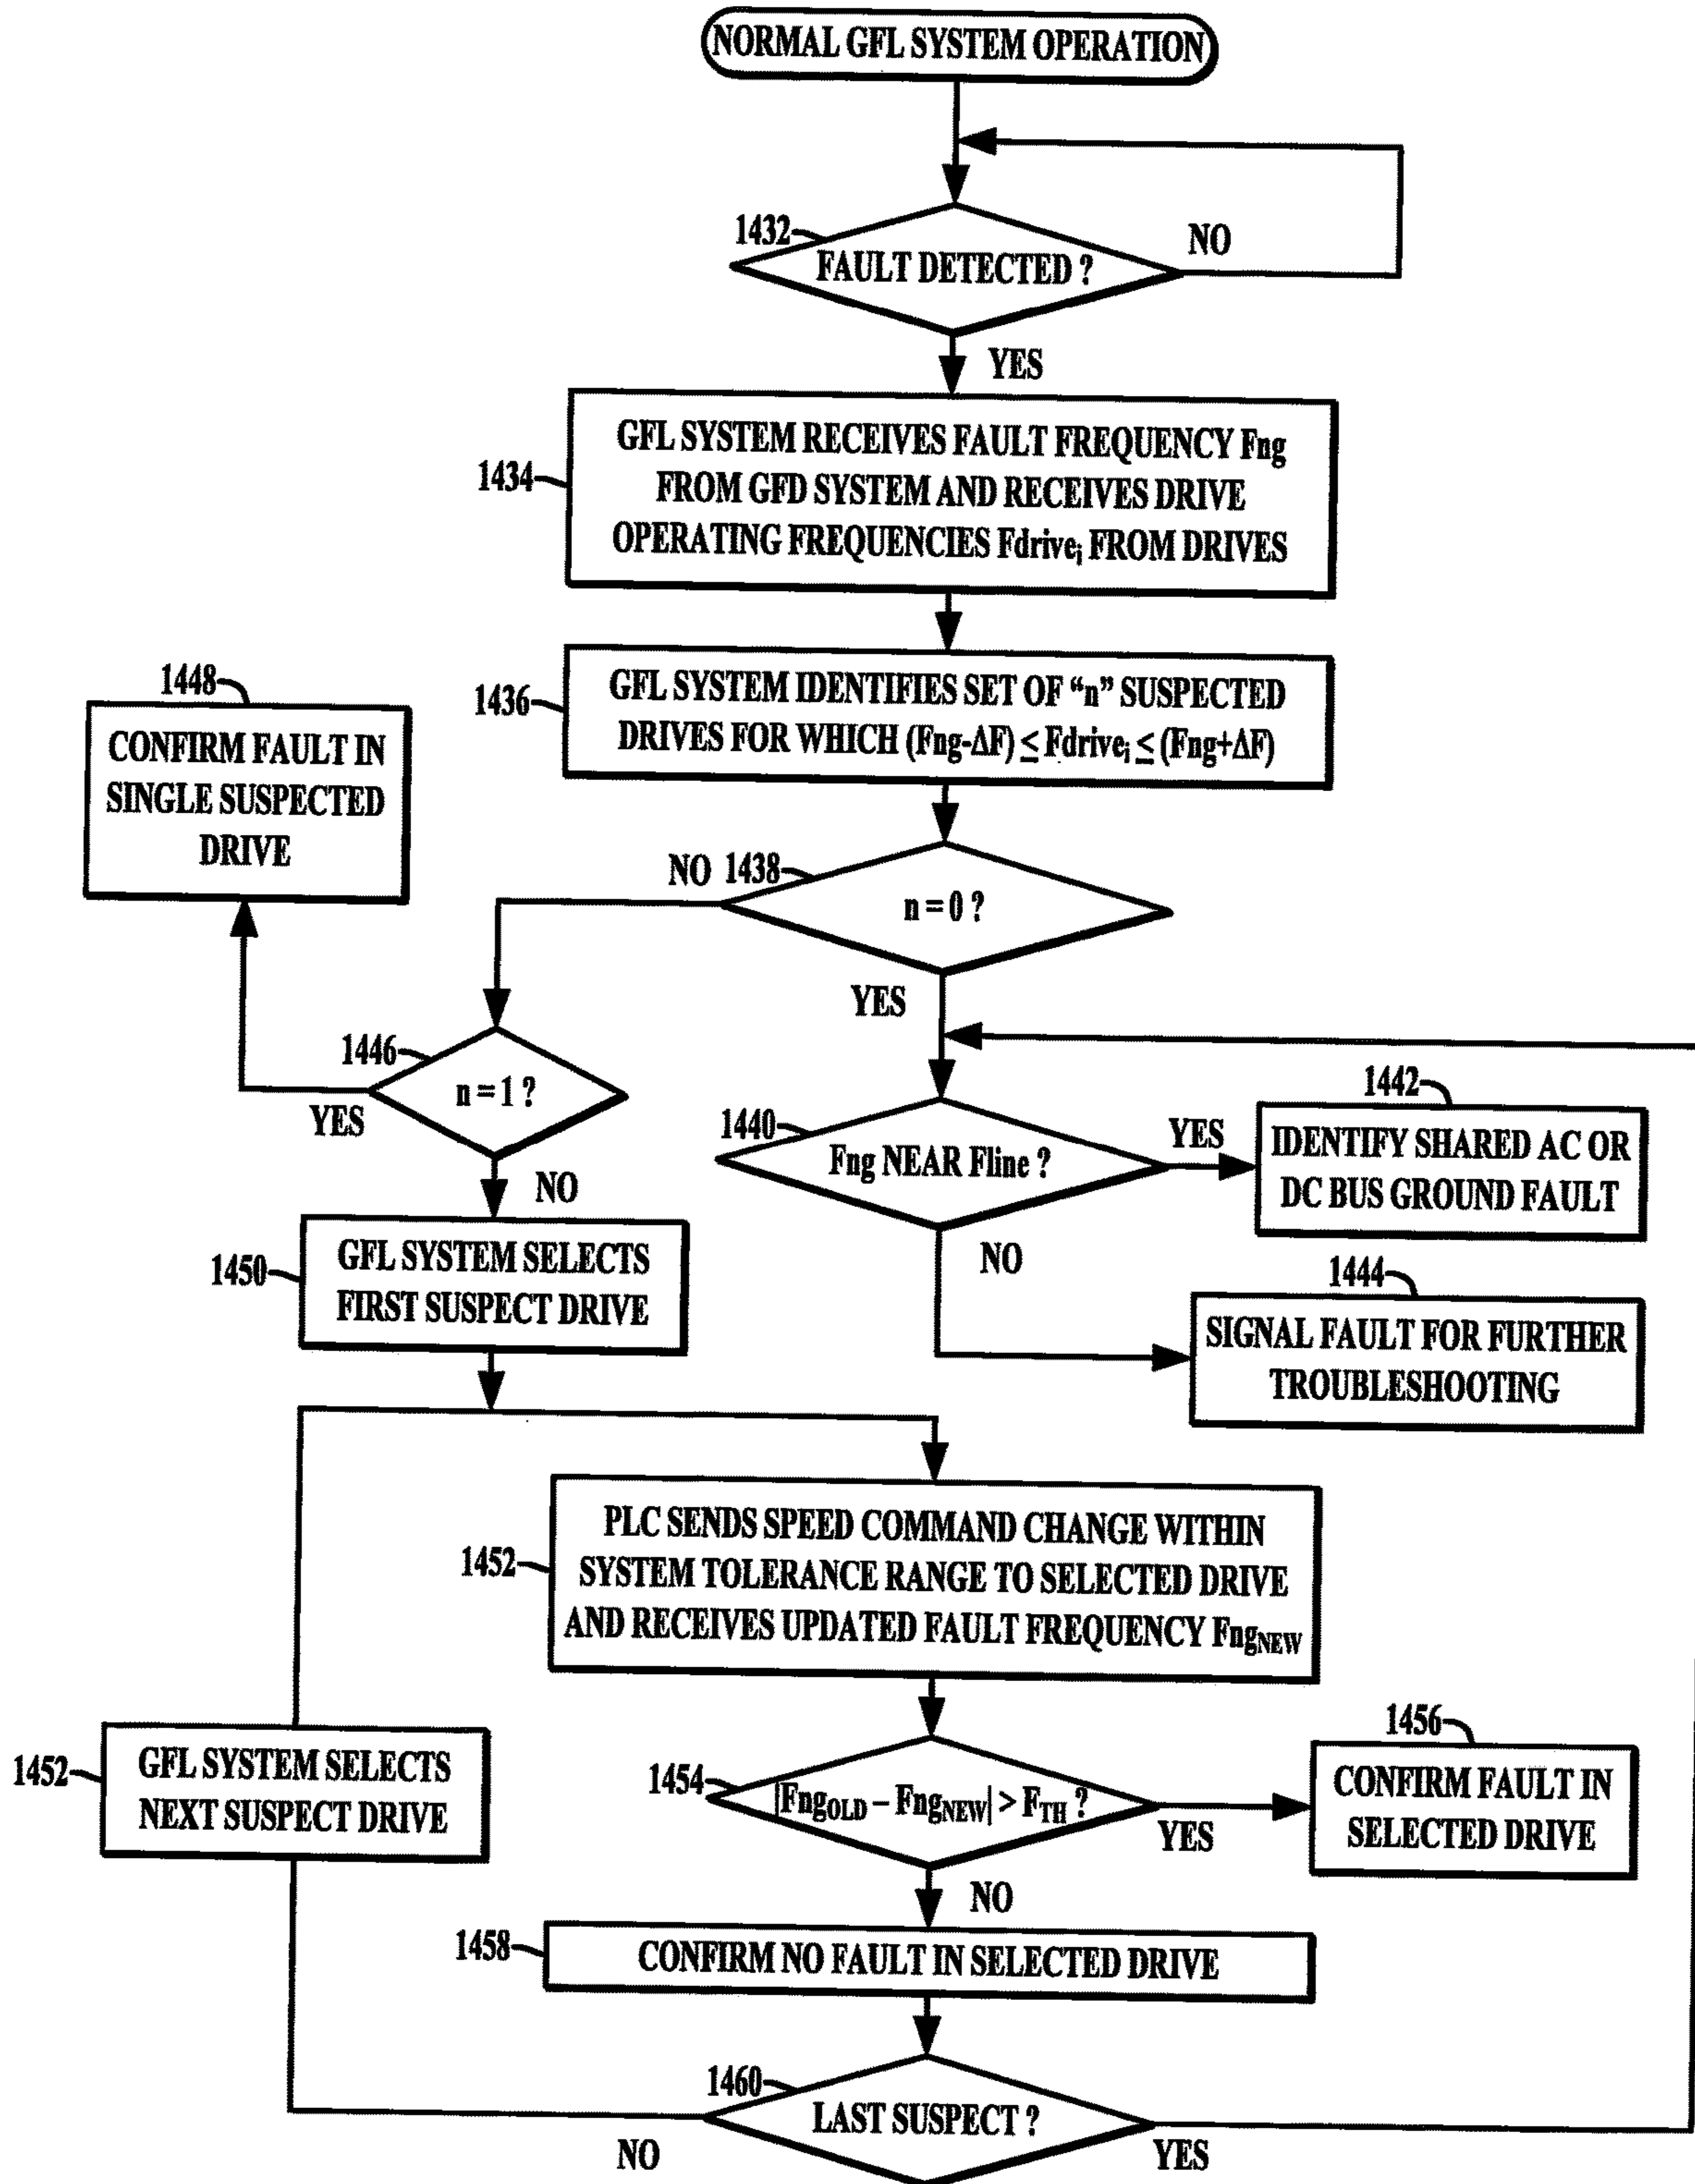 NORMAL GFL SYSTEM OPERATION
1432
FAULT DETECTED ?
NO
YES
1434
GFL SYSTEM RECEIVES FAULT FREQUENCY Fng
FROM GFD SYSTEM AND RECEIVES DRIVE
OPERATING FREQUENCIES Fdriveᵢ FROM DRIVES
1436
GFL SYSTEM IDENTIFIES SET OF “n” SUSPECTED
DRIVES FOR WHICH (Fng-ΔF) ≤ Fdriveᵢ ≤ (Fng+ΔF)
1448
CONFIRM FAULT IN
SINGLE SUSPECTED
DRIVE
NO
1438
n = 0 ?
YES
1446
n = 1 ?
YES
NO
1440
Fng NEAR Fline ?
YES
NO
1442
IDENTIFY SHARED AC OR
DC BUS GROUND FAULT
1444
SIGNAL FAULT FOR FURTHER
TROUBLESHOOTING
1450
GFL SYSTEM SELECTS
FIRST SUSPECT DRIVE
1452
PLC SENDS SPEED COMMAND CHANGE WITHIN
SYSTEM TOLERANCE RANGE TO SELECTED DRIVE
AND RECEIVES UPDATED FAULT FREQUENCY FngNEW
1452
GFL SYSTEM SELECTS
NEXT SUSPECT DRIVE
1454
|FngOLD – FngNEW| > FTH ?
YES
NO
1456
CONFIRM FAULT IN
SELECTED DRIVE
1458
CONFIRM NO FAULT IN SELECTED DRIVE
1460
LAST SUSPECT ?
NO
YES